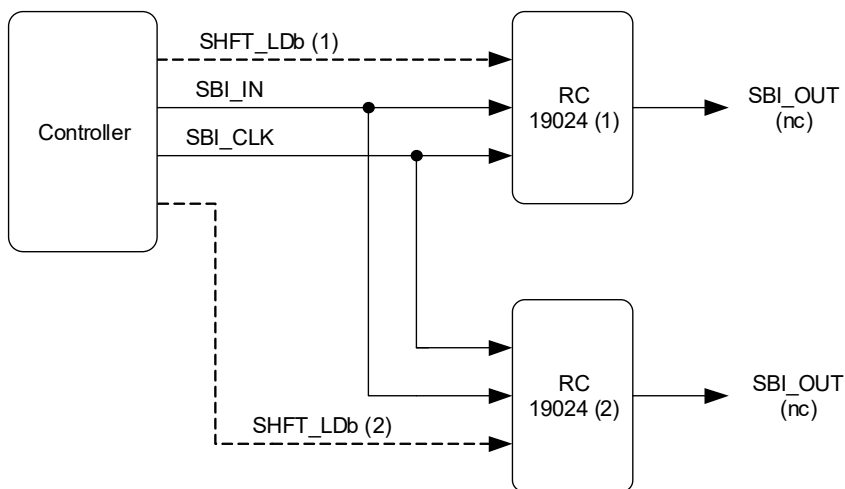 SHFT_LDb (1)
SBI_IN
SBI_CLK
Controller
RC
19024 (1)
SBI_OUT
(nc)
RC
19024 (2)
SBI_OUT
(nc)
SHFT_LDb (2)